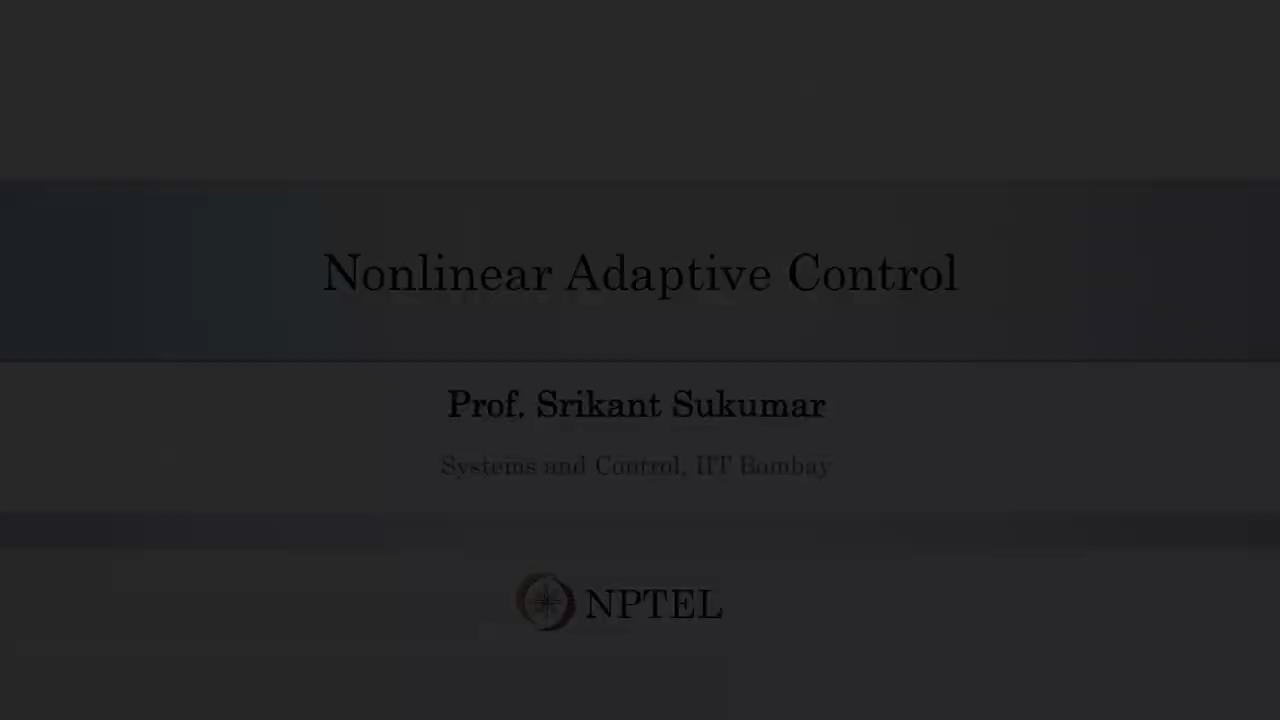 Nonlinear Adaptive Control
Prof. Srikant Sukumar
Systems and Control, IIT Bombay
NPTEL